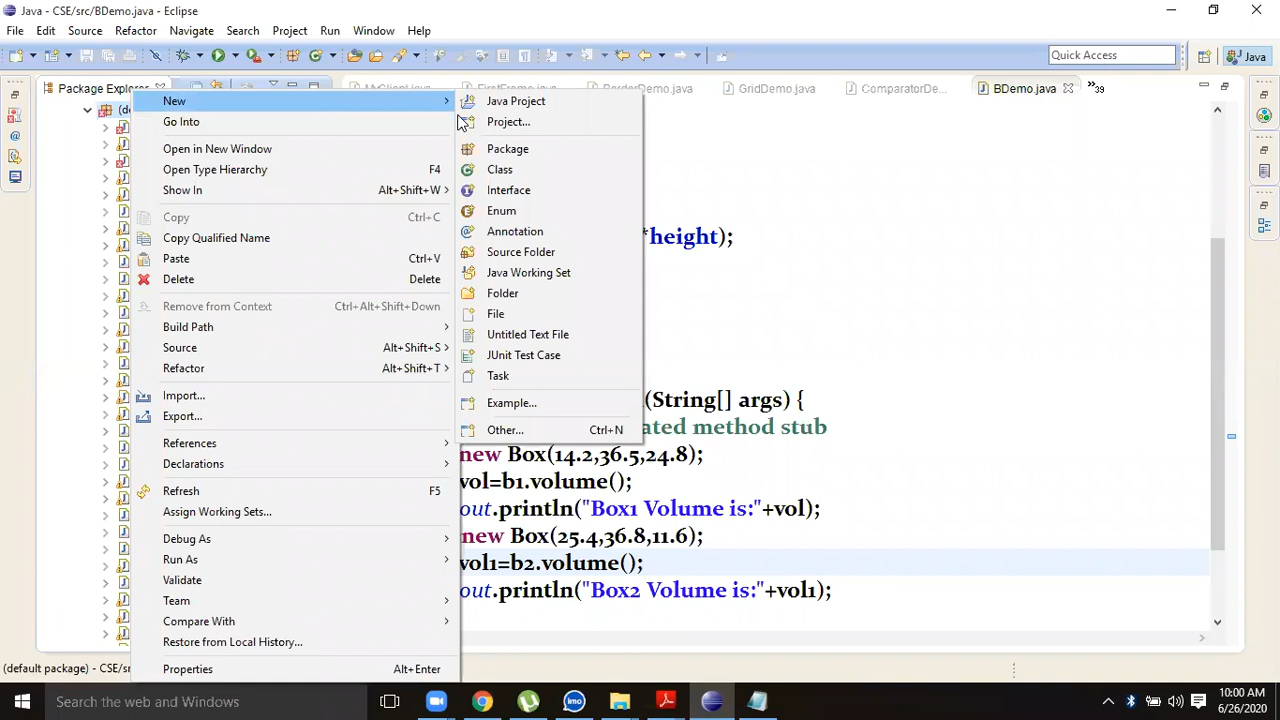 Java - CSE/src/BDemo.java - Eclipse
File Edit Source Refactor Navigate Search Project Run Window Help
Quick Access
Java
Package Explorer
GridDemo.java
ComparatorDe...
BDemo.java
39
New
Go Into
Open in New Window
Open Type Hierarchy F4
Show In Alt+Shift+W
Copy Ctrl+C
Copy Qualified Name
Paste Ctrl+V
Delete Delete
Remove from Context Ctrl+Alt+Shift+Down
Build Path
Source Alt+Shift+S
Refactor Alt+Shift+T
Import...
Export...
References
Declarations
Refresh F5
Assign Working Sets...
Debug As
Run As
Validate
Team
Compare With
Restore from Local History...
Properties Alt+Enter
Java Project
Project...
Package
Class
Interface
Enum
Annotation
Source Folder
Java Working Set
Folder
File
Untitled Text File
JUnit Test Case
Task
Example...
Other... Ctrl+N
*height);
(String[] args) {
ated method stub
new Box(14.2,36.5,24.8);
vol=b1.volume();
out.println("Box1 Volume is:"+vol);
new Box(25.4,36.8,11.6);
vol1=b2.volume();
out.println("Box2 Volume is:"+vol1);
(default package) - CSE/sr
Search the web and Windows
10:00 AM
6/26/2020